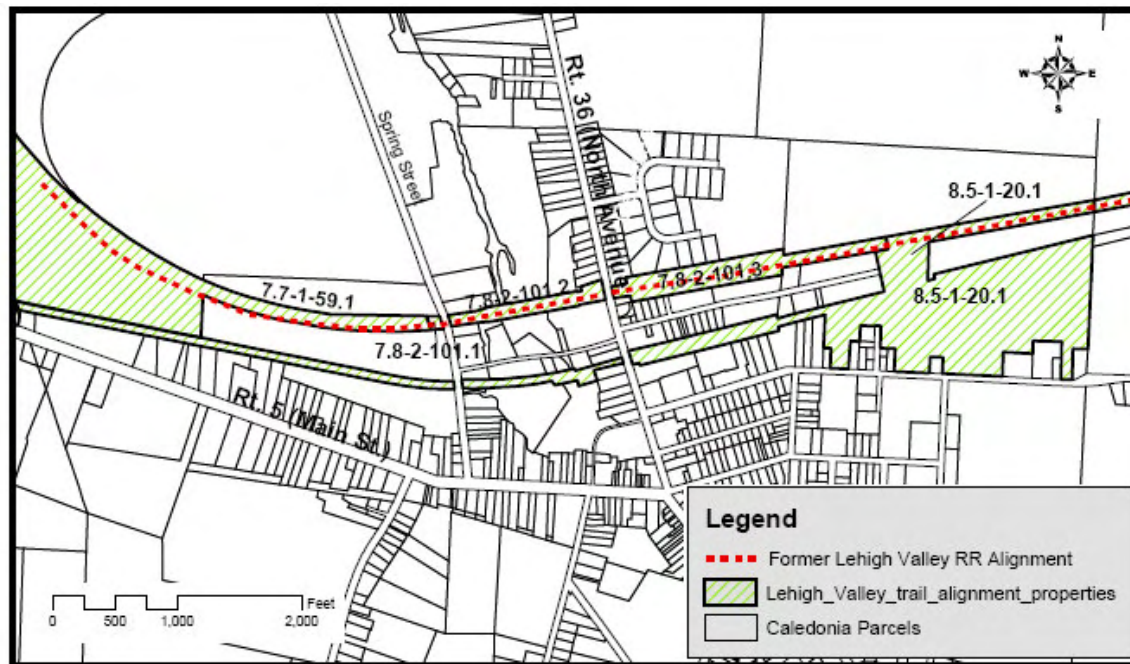 N
W E
S
Rt. 36 (North Avenue)
Spring Street
8.5-1-20.1
7.7-1-59.1
7.8-2-101.2
7.8-2-101.3
8.5-1-20.1
7.8-2-101.1
Rt. 5 (Main St.)
Legend
Former Lehigh Valley RR Alignment
Lehigh_Valley_trail_alignment_properties
Caledonia Parcels
Feet
0 500 1,000 2,000